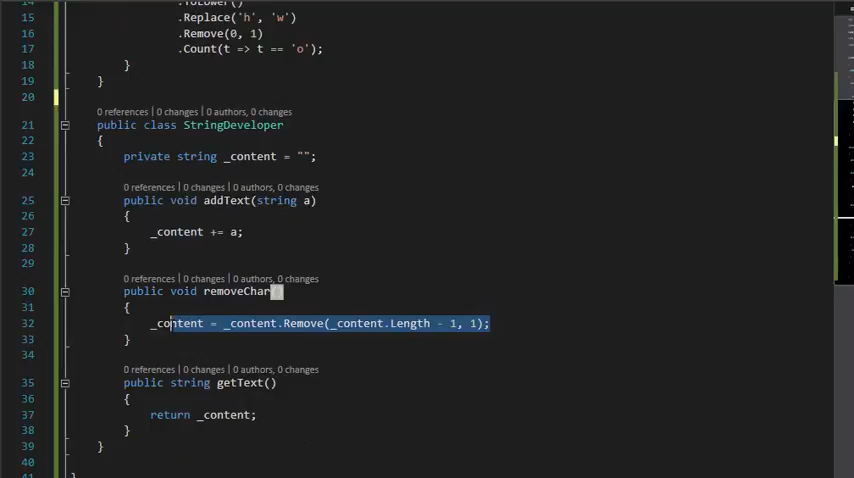 14 .ToLower()
15 .Replace('h', 'w')
16 .Remove(0, 1)
17 .Count(t => t == 'o');
18 }
19 }
20
0 references | 0 changes | 0 authors, 0 changes
21 public class StringDeveloper
22 {
23 private string _content = "";
24
0 references | 0 changes | 0 authors, 0 changes
25 public void addText(string a)
26 {
27 _content += a;
28 }
29
0 references | 0 changes | 0 authors, 0 changes
30 public void removeChar()
31 {
32 _content = _content.Remove(_content.Length - 1, 1);
33 }
34
0 references | 0 changes | 0 authors, 0 changes
35 public string getText()
36 {
37 return _content;
38 }
39 }
40
41 }